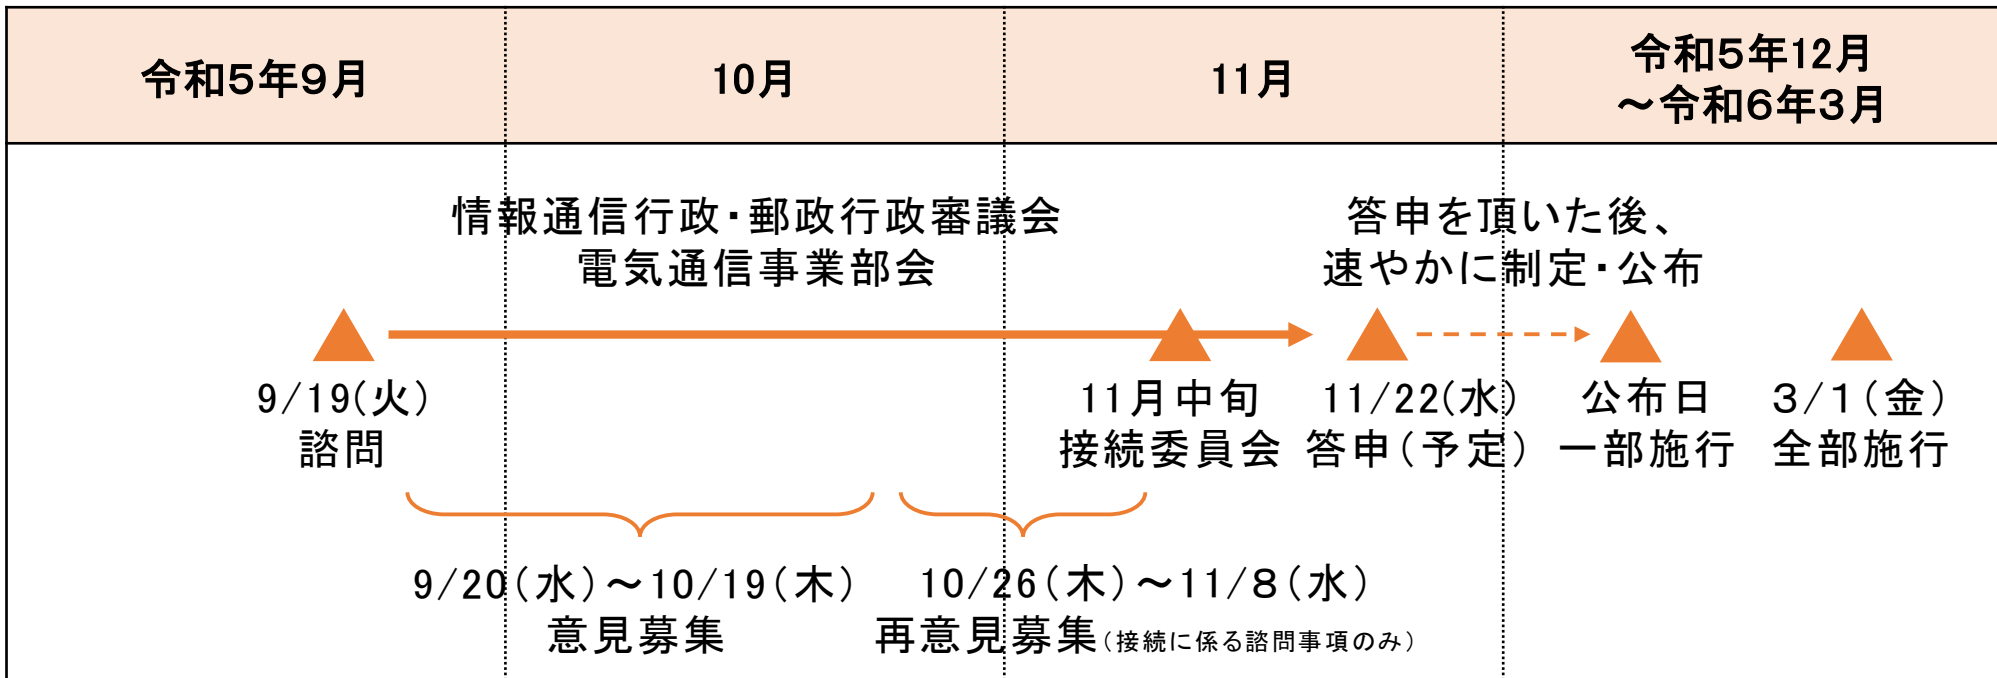 令和5年9月
10月
11月
令和5年12月
～令和6年3月
情報通信行政・郵政行政審議会
電気通信事業部会
答申を頂いた後、
速やかに制定・公布
9/19(火)
諮問
11月中旬
接続委員会
11/22(水)
答申(予定)
公布日
一部施行
3/1(金)
全部施行
9/20(水)～10/19(木)
意見募集
10/26(木)～11/8(水)
再意見募集(接続に係る諮問事項のみ)